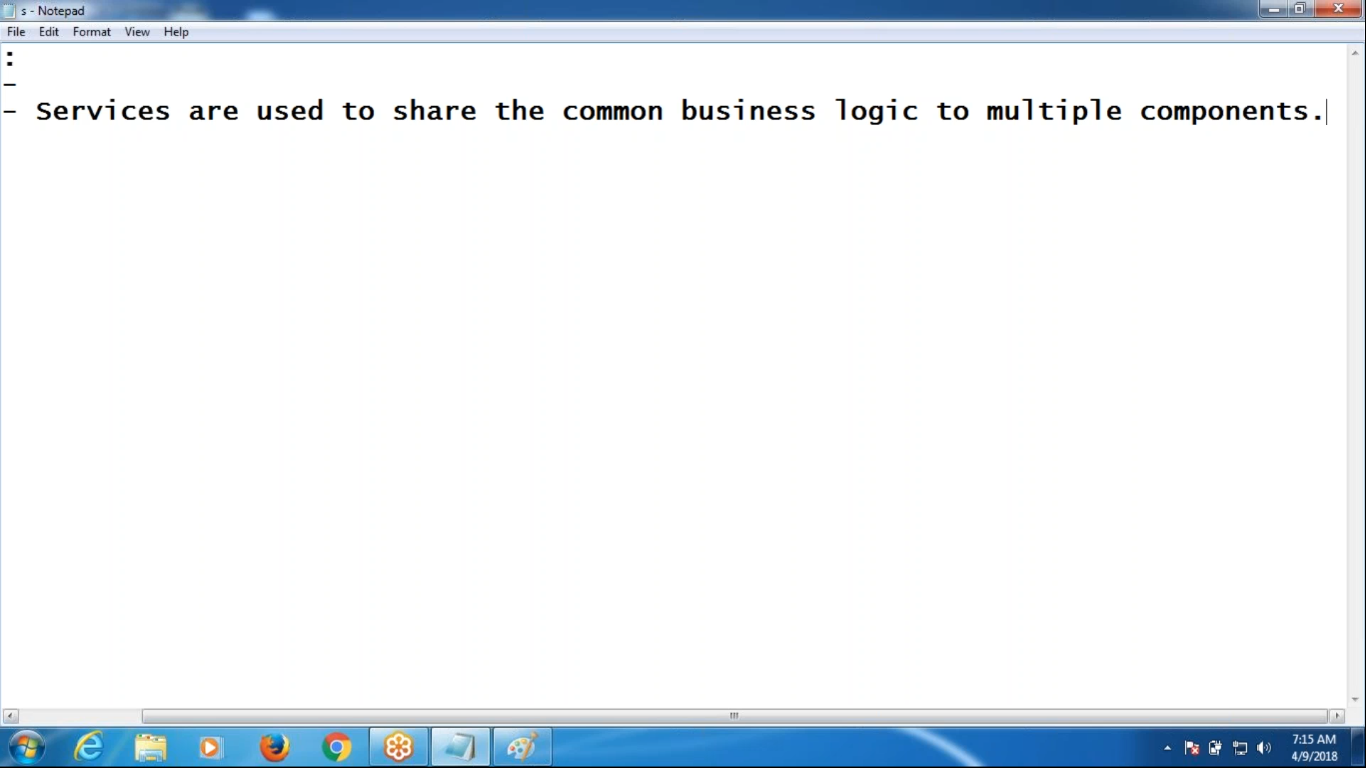 s - Notepad
File Edit Format View Help
:
-
- Services are used to share the common business logic to multiple components.
7:15 AM
4/9/2018